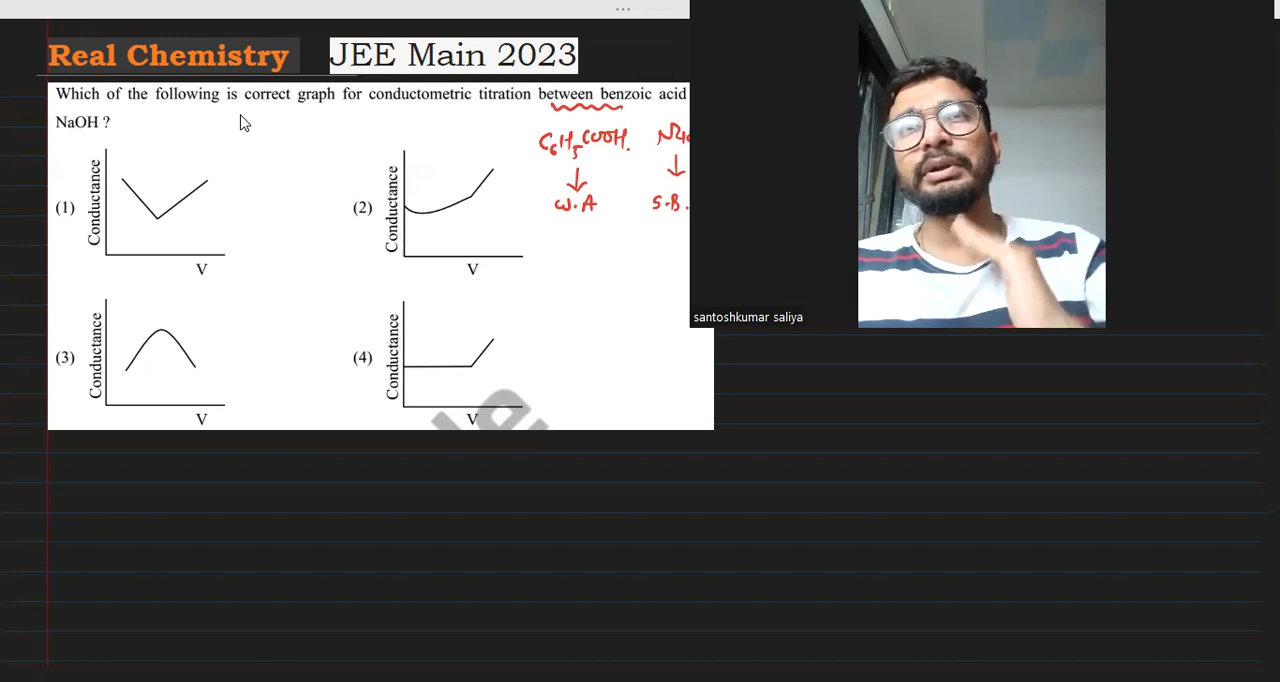 Real Chemistry
JEE Main 2023
Which of the following is correct graph for conductometric titration between benzoic acid
NaOH ?
C6H5COOH.
↓ ↓
W.A S.B.
(1) Conductance V
(2) Conductance V
(3) Conductance V
(4) Conductance V
santoshkumar saliya